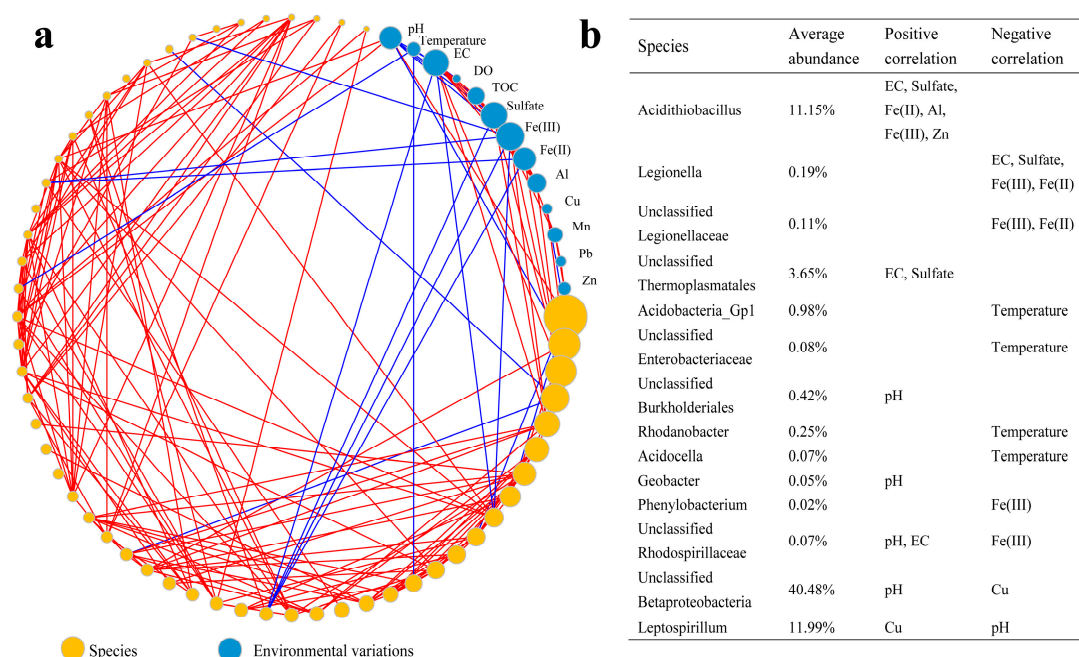 a
pH
Temperature
EC
DO
TOC
Sulfate
Fe(III)
Fe(II)
Al
Cu
Mn
Pb
Zn
Species
Environmental variations
b
Species Average abundance Positive correlation Negative correlation
Acidithiobacillus 11.15% EC, Sulfate, Fe(II), Al, Fe(III), Zn
Legionella 0.19% EC, Sulfate, Fe(III), Fe(II)
Unclassified Legionellaceae 0.11% Fe(III), Fe(II)
Unclassified Thermoplasmatales 3.65% EC, Sulfate
Acidobacteria_Gp1 0.98% Temperature
Unclassified Enterobacteriaceae 0.08% Temperature
Unclassified Burkholderiales 0.42% pH
Rhodanobacter 0.25% Temperature
Acidocella 0.07% Temperature
Geobacter 0.05% pH
Phenylobacterium 0.02% Fe(III)
Unclassified Rhodospirillaceae 0.07% pH, EC Fe(III)
Unclassified Betaproteobacteria 40.48% pH Cu
Leptospirillum 11.99% Cu pH